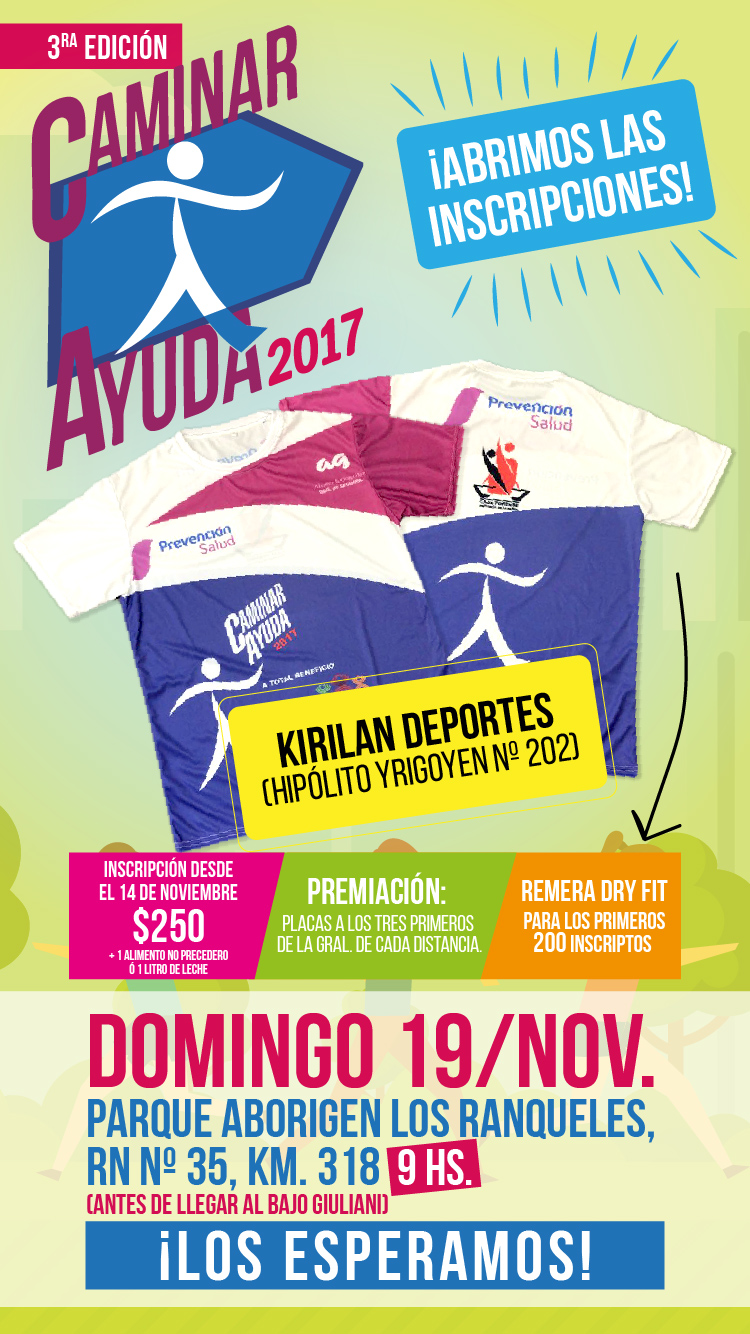 3RA EDICIÓN
CAMINAR
AYUDA 2017
¡ABRIMOS LAS
INSCRIPCIONES!
Prevención
Salud
Prevención
Salud
CAMINAR
AYUDA
2017
A TOTAL BENEFICIO
KIRILAN DEPORTES
(HIPÓLITO YRIGOYEN Nº 202)
INSCRIPCIÓN DESDE
EL 14 DE NOVIEMBRE
$250
+ 1 ALIMENTO NO PRECEDERO
Ó 1 LITRO DE LECHE
PREMIACIÓN:
PLACAS A LOS TRES PRIMEROS
DE LA GRAL. DE CADA DISTANCIA.
REMERA DRY FIT
PARA LOS PRIMEROS
200 INSCRIPTOS
DOMINGO 19/NOV.
PARQUE ABORIGEN LOS RANQUELES,
RN Nº 35, KM. 318 9 HS.
(ANTES DE LLEGAR AL BAJO GIULIANI)
¡LOS ESPERAMOS!